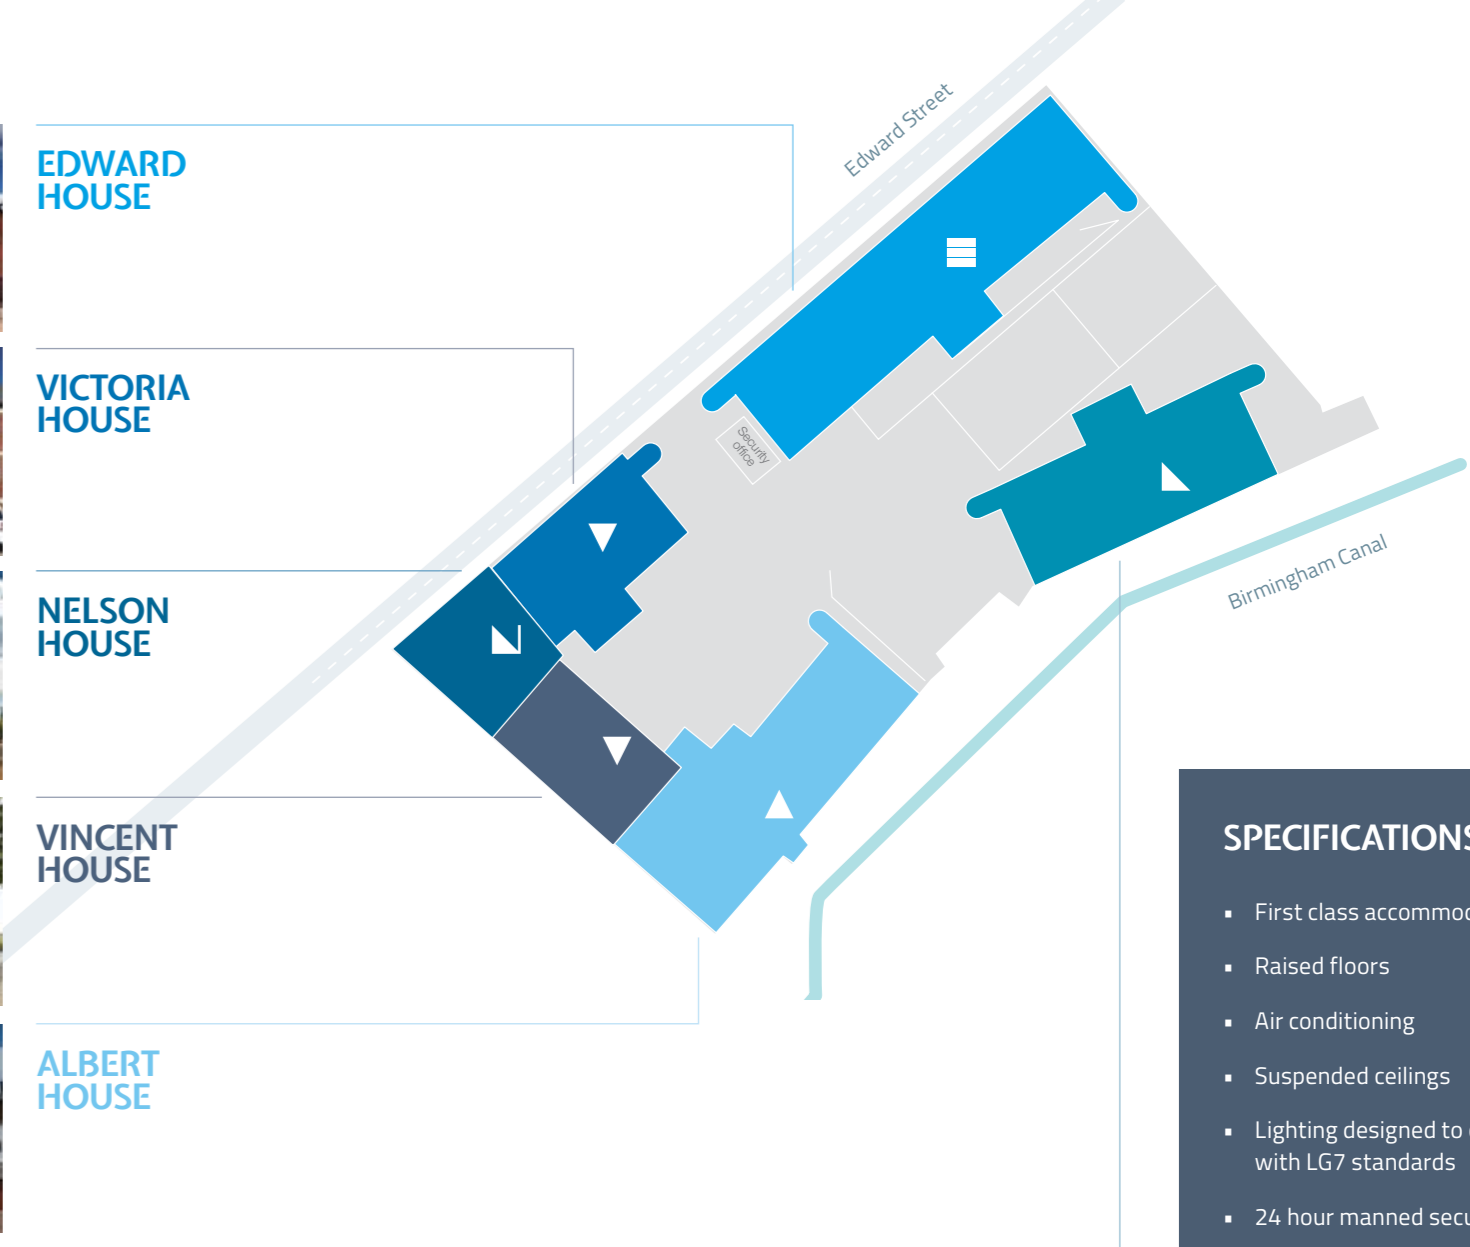 EDWARD
HOUSE
VICTORIA
HOUSE
NELSON
HOUSE
VINCENT
HOUSE
ALBERT
HOUSE
Edward Street
Security
office
Birmingham Canal
SPECIFICATIONS
▪ First class accommod
▪ Raised floors
▪ Air conditioning
▪ Suspended ceilings
▪ Lighting designed to
with LG7 standards
▪ 24 hour manned secu